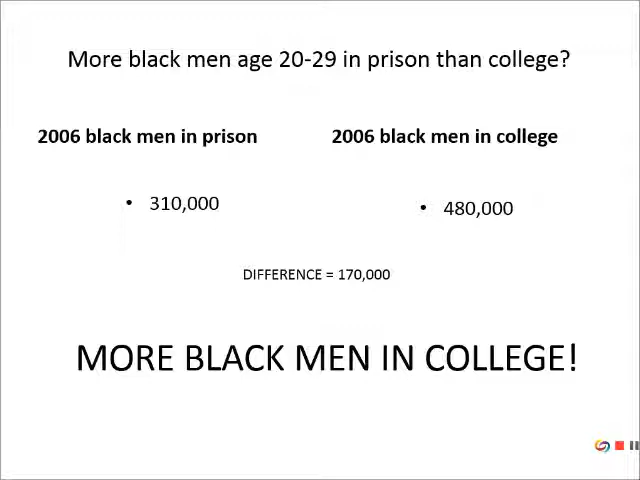 More black men age 20-29 in prison than college?
2006 black men in prison
2006 black men in college
• 310,000
• 480,000
DIFFERENCE = 170,000
MORE BLACK MEN IN COLLEGE!